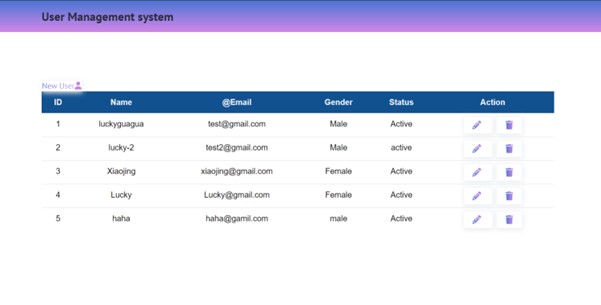 User Management system
New User
ID Name @Email Gender Status Action
1 luckyguagua test@gmail.com Male Active
2 lucky-2 test2@gmail.com Male active
3 Xiaojing xiaojing@gmail.com Female Active
4 Lucky Lucky@gmail.com Female Active
5 haha haha@gamil.com male Active